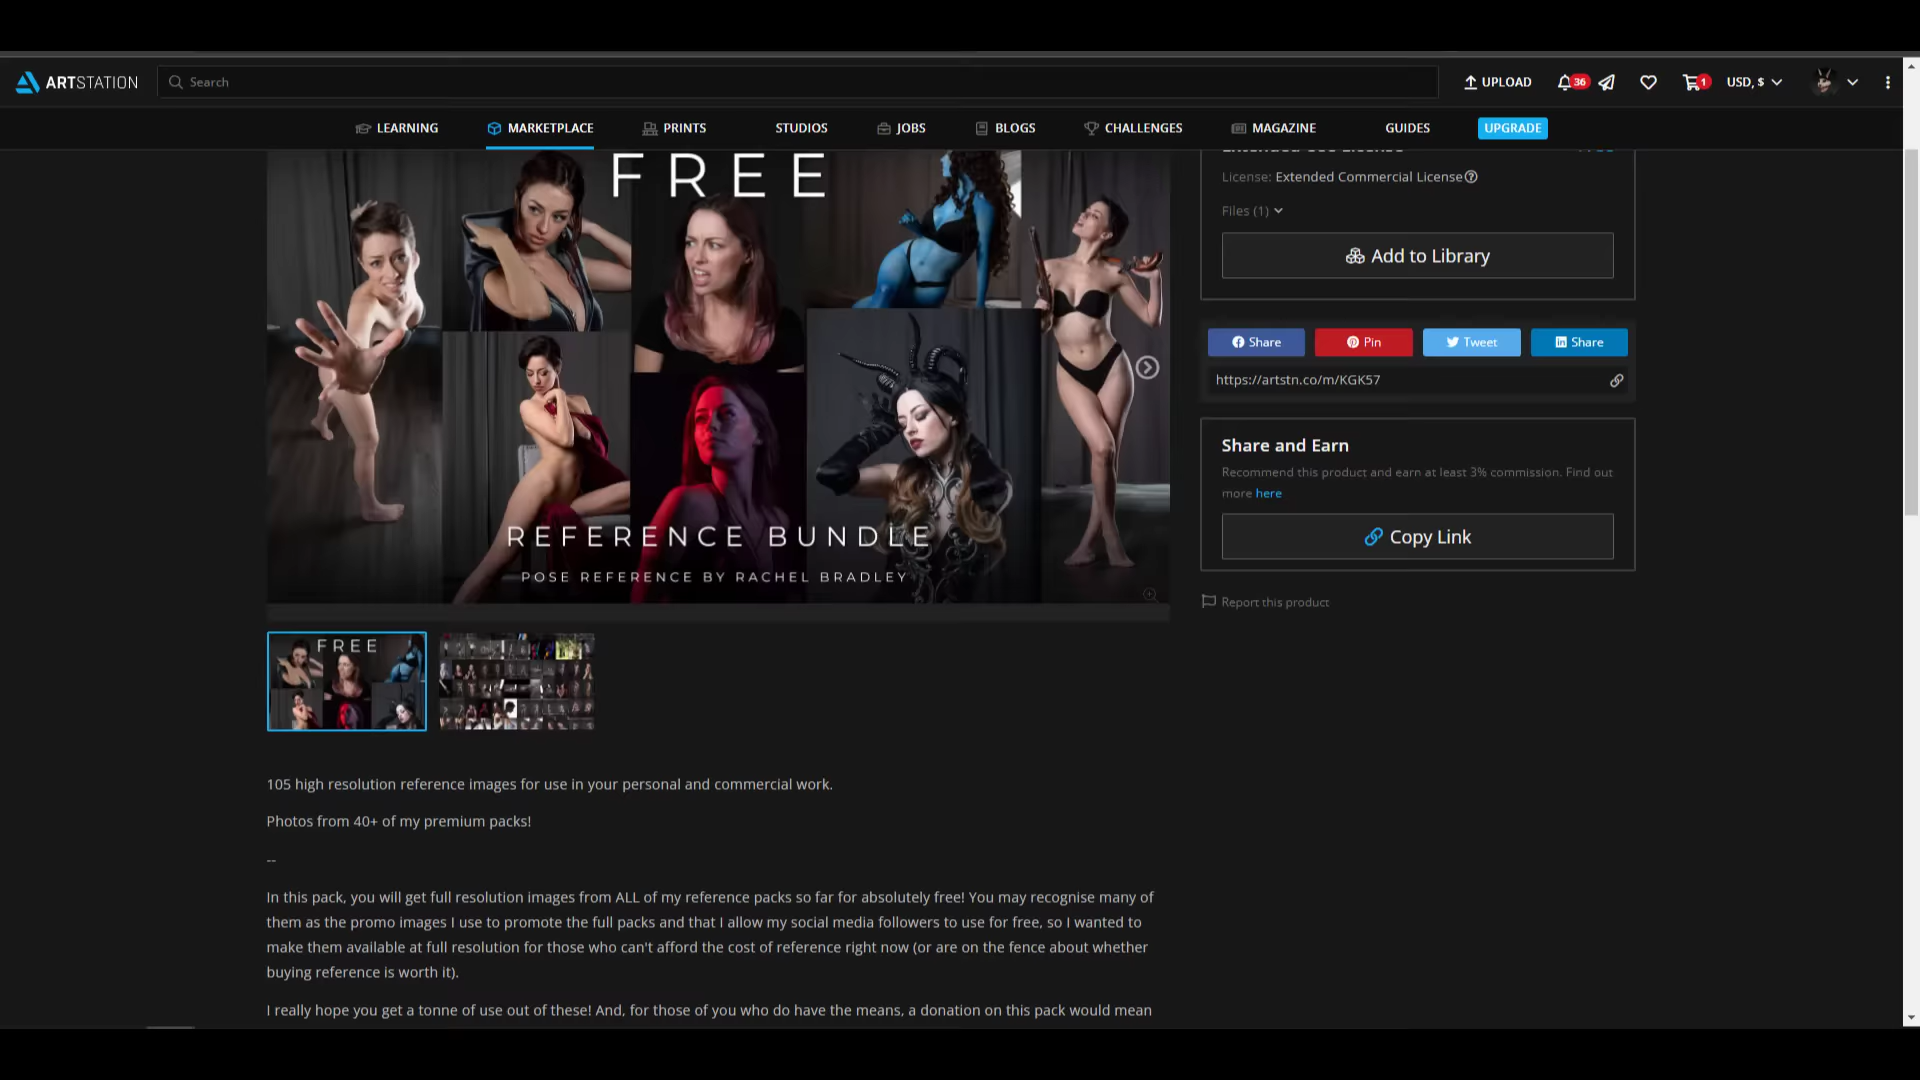 ARTSTATION
Search
UPLOAD
36
1
USD, $
LEARNING
MARKETPLACE
PRINTS
STUDIOS
JOBS
BLOGS
CHALLENGES
MAGAZINE
GUIDES
UPGRADE
FREE
REFERENCE BUNDLE
POSE REFERENCE BY RACHEL BRADLEY
License: Extended Commercial License
Files (1)
Add to Library
Share
Pin
Tweet
Share
https://artstn.co/m/KGK57
Share and Earn
Recommend this product and earn at least 3% commission. Find out
more here
Copy Link
Report this product
FREE
105 high resolution reference images for use in your personal and commercial work.
Photos from 40+ of my premium packs!
--
In this pack, you will get full resolution images from ALL of my reference packs so far for absolutely free! You may recognise many of
them as the promo images I use to promote the full packs and that I allow my social media followers to use for free, so I wanted to
make them available at full resolution for those who can't afford the cost of reference right now (or are on the fence about whether
buying reference is worth it).
I really hope you get a tonne of use out of these! And, for those of you who do have the means, a donation on this pack would mean